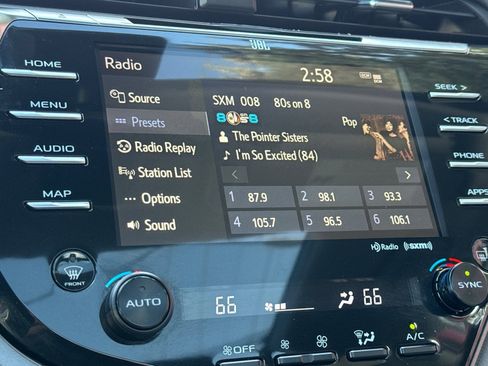 JBL
HOME
MENU
AUDIO
MAP
Radio
2:58
DCM
Source
Presets
Radio Replay
Station List
Options
Sound
SXM 008 80s on 8
Pop
The Pointer Sisters
I'm So Excited (84)
< >
1 87.9 2 98.1 3 93.3
4 105.7 5 96.5 6 106.1
HD Radio ((SXM))
SEEK >
< TRACK
PHONE
APPS
FRONT
AUTO
66
66
SYNC
OFF
A/C